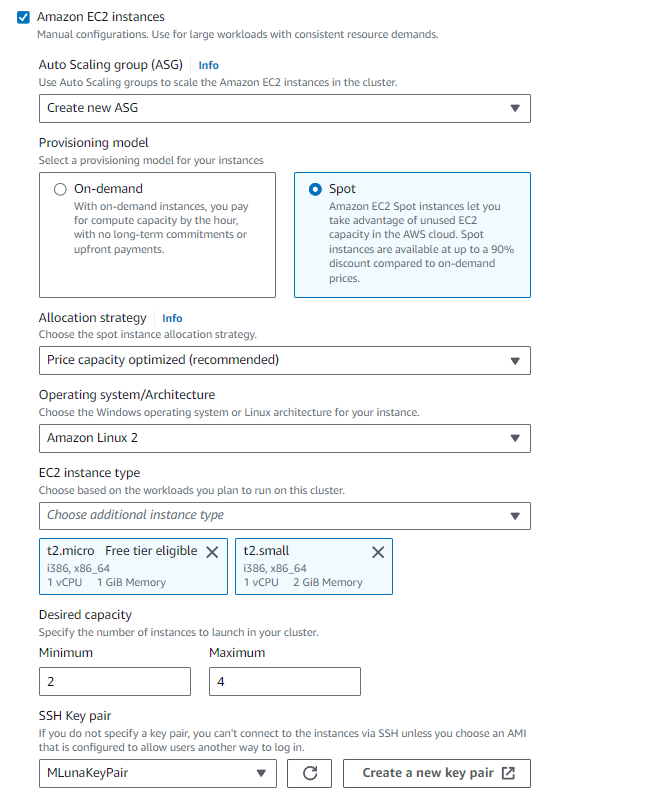 Amazon EC2 instances
Manual configurations. Use for large workloads with consistent resource demands.
Auto Scaling group (ASG) Info
Use Auto Scaling groups to scale the Amazon EC2 instances in the cluster.
Create new ASG
Provisioning model
Select a provisioning model for your instances
On-demand
With on-demand instances, you pay
for compute capacity by the hour,
with no long-term commitments or
upfront payments.
Spot
Amazon EC2 Spot instances let you
take advantage of unused EC2
capacity in the AWS cloud. Spot
instances are available at up to a 90%
discount compared to on-demand
prices.
Allocation strategy Info
Choose the spot instance allocation strategy.
Price capacity optimized (recommended)
Operating system/Architecture
Choose the Windows operating system or Linux architecture for your instance.
Amazon Linux 2
EC2 instance type
Choose based on the workloads you plan to run on this cluster.
Choose additional instance type
t2.micro Free tier eligible
i386, x86_64
1 vCPU 1 GiB Memory
t2.small
i386, x86_64
1 vCPU 2 GiB Memory
Desired capacity
Specify the number of instances to launch in your cluster.
Minimum
2
Maximum
4
SSH Key pair
If you do not specify a key pair, you can't connect to the instances via SSH unless you choose an AMI
that is configured to allow users another way to log in.
MLunaKeyPair
Create a new key pair